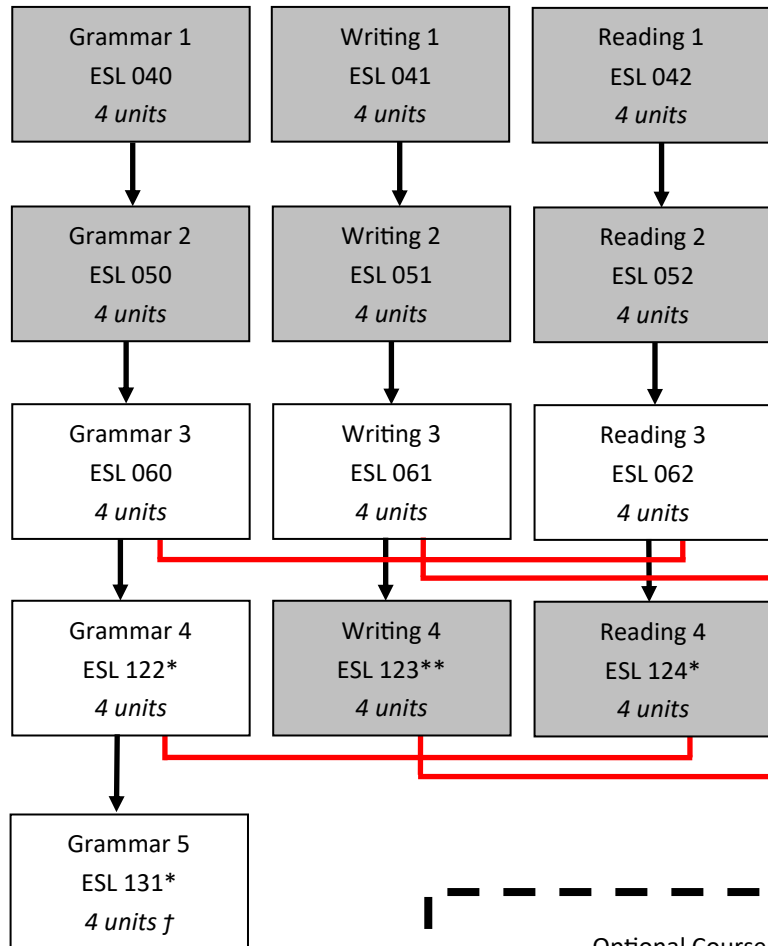 Grammar 1
ESL 040
4 units
Writing 1
ESL 041
4 units
Reading 1
ESL 042
4 units
Grammar 2
ESL 050
4 units
Writing 2
ESL 051
4 units
Reading 2
ESL 052
4 units
Grammar 3
ESL 060
4 units
Writing 3
ESL 061
4 units
Reading 3
ESL 062
4 units
Grammar 4
ESL 122*
4 units
Writing 4
ESL 123**
4 units
Reading 4
ESL 124*
4 units
Grammar 5
ESL 131*
4 units †
Optional Course